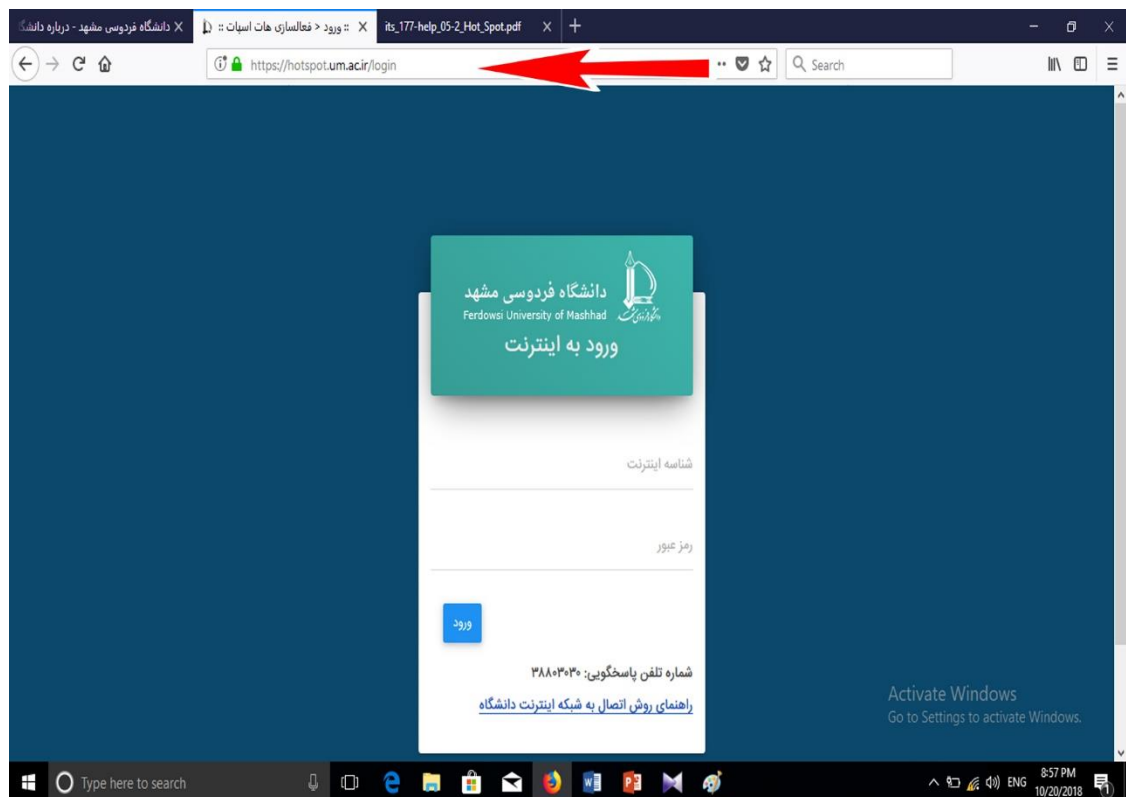 دانشگاه فردوسی مشهد - درباره دانشگ
:: ورود > فعالسازی هات اسپات ::
its_177-help_05-2_Hot_Spot.pdf
https://hotspot.um.ac.ir/login
Search
دانشگاه فردوسی مشهد
Ferdowsi University of Mashhad
ورود به اینترنت
شناسه اینترنت
رمز عبور
ورود
شماره تلفن پاسخگویی: ۳۸۸۰۳۰۳۰
راهنمای روش اتصال به شبکه اینترنت دانشگاه
Activate Windows
Go to Settings to activate Windows.
Type here to search
ENG
8:57 PM
10/20/2018